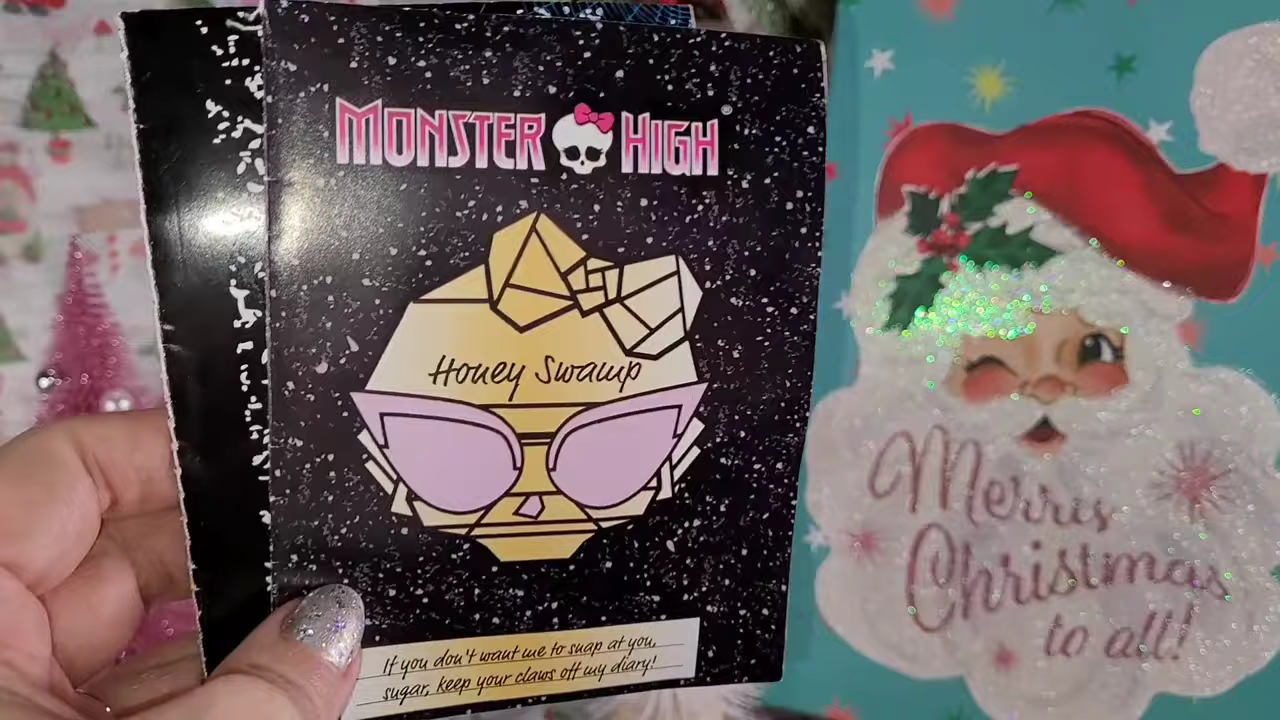 MONSTER HIGH®
Honey Swamp
If you don't want me to snap at you,
sugar, keep your claws off my diary!
Merry
Christmas
to all!